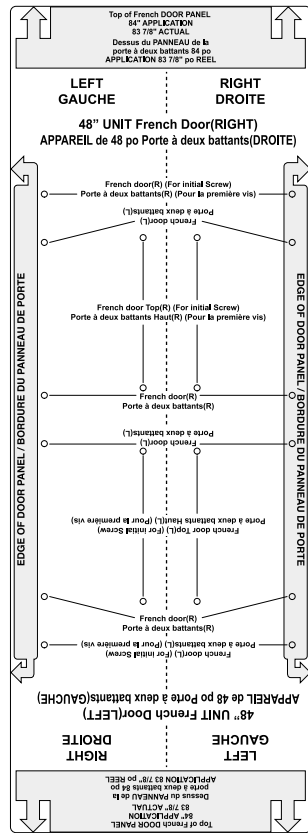 Top of French DOOR PANEL
84" APPLICATION
83 7/8" ACTUAL
Dessus du PANNEAU de la
porte à deux battants 84 po
APPLICATION 83 7/8" po REEL
LEFT
GAUCHE
RIGHT
DROITE
48” UNIT French Door(RIGHT)
APPAREIL de 48 po Porte à deux battants(DROITE)
French door(R) (For initial Screw)
Porte à deux battants(R) (Pour la première vis)
French door(L)
Porte à deux battants(L)
EDGE OF DOOR PANEL / BORDURE DU PANNEAU DE PORTE
EDGE OF DOOR PANEL / BORDURE DU PANNEAU DE PORTE
French door Top(R) (For initial Screw)
Porte à deux battants Haut(R) (Pour la première vis)
French door(R)
Porte à deux battants(R)
French door(L)
Porte à deux battants(L)
French door Top(L) (For initial Screw)
Porte à deux battants Haut(L) (Pour la première vis)
French door(R)
Porte à deux battants(R)
French door(L) (For initial Screw)
Porte à deux battants(L) (Pour la première vis)
48” UNIT French Door(LEFT)
APPAREIL de 48 po Porte à deux battants(GAUCHE)
LEFT
GAUCHE
RIGHT
DROITE
Top of French DOOR PANEL
84" APPLICATION
83 7/8" ACTUAL
Dessus du PANNEAU de la
porte à deux battants 84 po
APPLICATION 83 7/8" po REEL